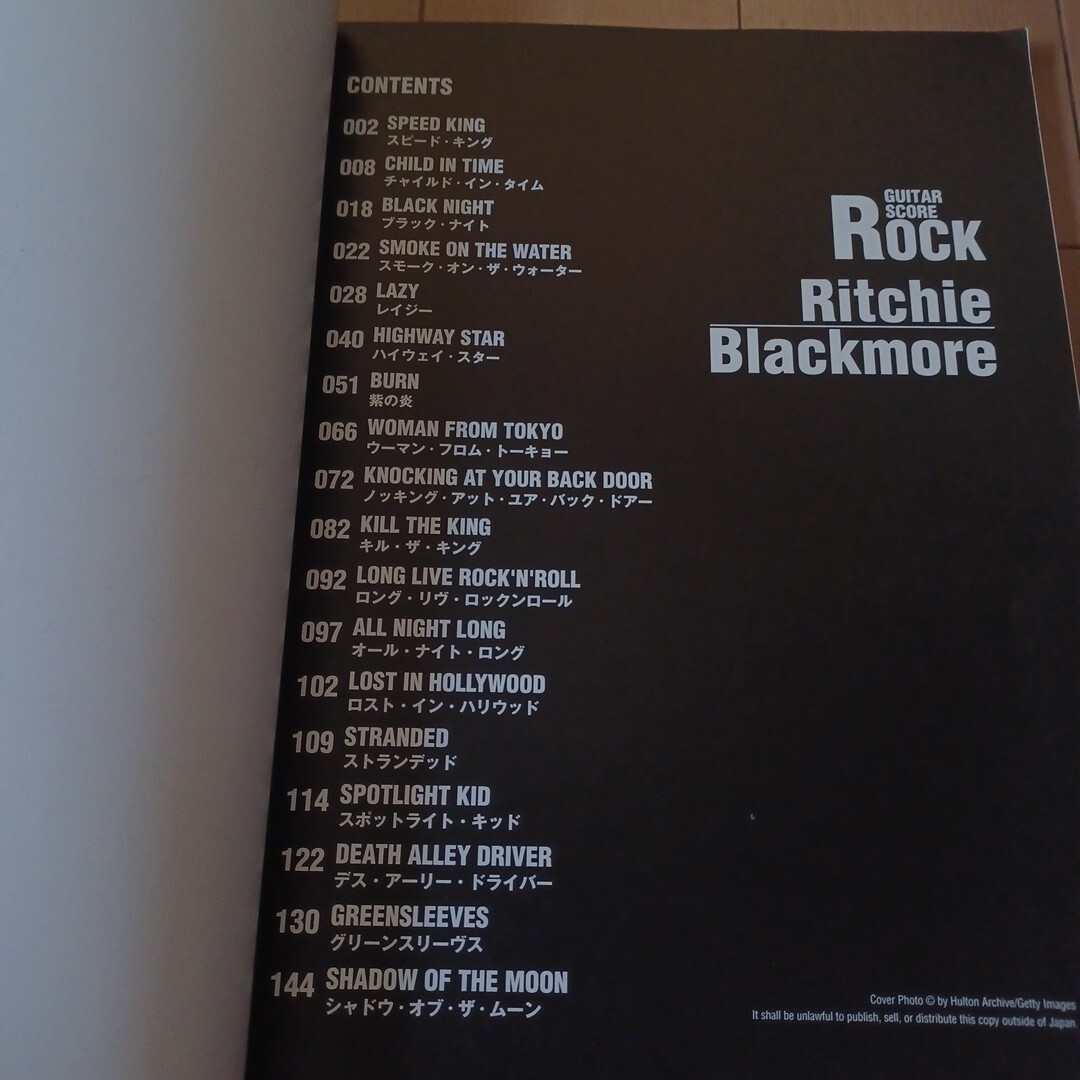 CONTENTS
002 SPEED KING
スピード・キング
008 CHILD IN TIME
チャイルド・イン・タイム
018 BLACK NIGHT
ブラック・ナイト
022 SMOKE ON THE WATER
スモーク・オン・ザ・ウォーター
028 LAZY
レイジー
040 HIGHWAY STAR
ハイウェイ・スター
051 BURN
紫の炎
066 WOMAN FROM TOKYO
ウーマン・フロム・トーキョー
072 KNOCKING AT YOUR BACK DOOR
ノッキング・アット・ユア・バック・ドアー
082 KILL THE KING
キル・ザ・キング
092 LONG LIVE ROCK'N'ROLL
ロング・リヴ・ロックンロール
097 ALL NIGHT LONG
オール・ナイト・ロング
102 LOST IN HOLLYWOOD
ロスト・イン・ハリウッド
109 STRANDED
ストランデッド
114 SPOTLIGHT KID
スポットライト・キッド
122 DEATH ALLEY DRIVER
デス・アーリー・ドライバー
130 GREENSLEEVES
グリーンスリーヴス
144 SHADOW OF THE MOON
シャドウ・オブ・ザ・ムーン
GUITAR
SCORE
ROCK
Ritchie
Blackmore
Cover Photo © by Hulton Archive/Getty Images
It shall be unlawful to publish, sell, or distribute this copy outside of Japan.